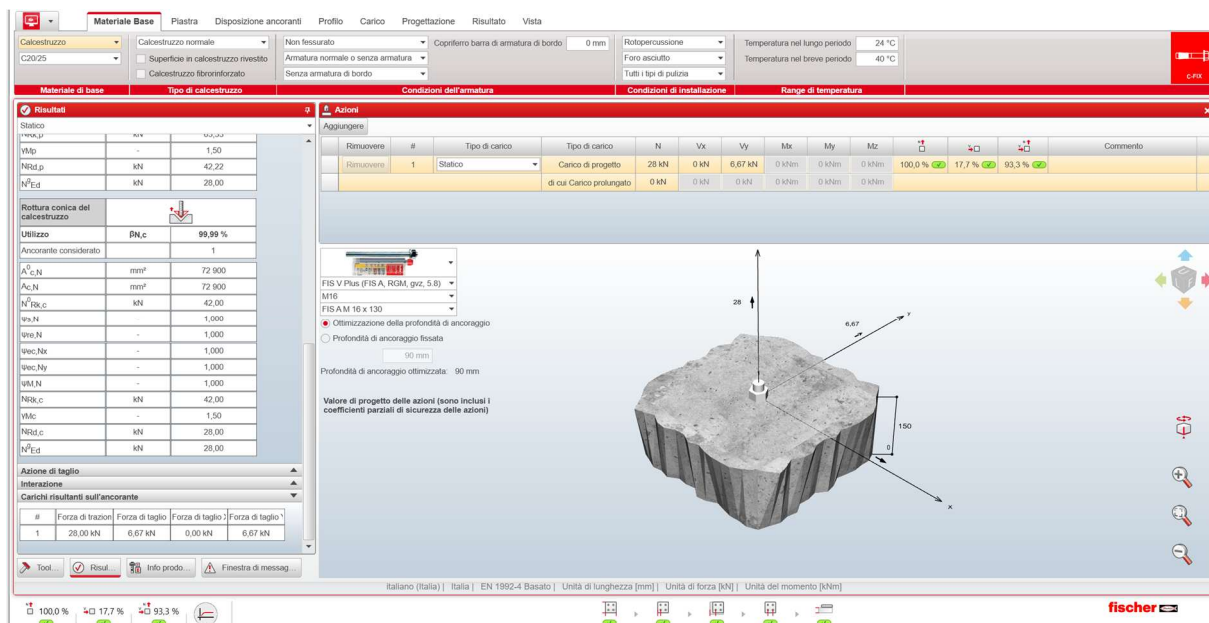 Materiale Base Piastra Disposizione ancoranti Profilo Carico Progettazione Risultato Vista
Calcestruzzo Calcestruzzo normale Non fessurato Copriferro barra di armatura di bordo 0 mm Rotopercussione Temperatura nel lungo periodo 24 °C
C20/25 Superficie in calcestruzzo rivestito Armatura normale o senza armatura Foro asciutto Temperatura nel breve periodo 40 °C
Calcestruzzo fibrorinforzato Senza armatura di bordo Tutti i tipi di pulizia
C-FIX
Materiale di base Tipo di calcestruzzo Condizioni dell'armatura Condizioni di installazione Range di temperatura
Risultati
Statico
γMp - 1,50
NRd,p kN 42,22
NgEd kN 28,00
Rottura conica del
calcestruzzo
Utilizzo βN,c 99,99 %
Ancorante considerato 1
A0c,N mm² 72 900
Ac,N mm² 72 900
N0Rk,c kN 42,00
Ψs,N - 1,000
Ψre,N - 1,000
Ψec,Nx - 1,000
Ψec,Ny - 1,000
ΨM,N - 1,000
NRk,c kN 42,00
γMc - 1,50
NRd,c kN 28,00
NgEd kN 28,00
Azione di taglio
Interazione
Carichi risultanti sull'ancorante
# Forza di trazion Forza di taglio Forza di taglio Forza di taglio
1 28,00 kN 6,67 kN 0,00 kN 6,67 kN
Tool... Risul... Info prodo... Finestra di messag...
Azioni
Aggiungere
Rimuovere # Tipo di carico Tipo di carico N Vx Vy Mx My Mz Commento
Rimuovere 1 Statico Carico di progetto 28 kN 0 kN 6,67 kN 0 kNm 0 kNm 0 kNm 100,0 % 17,7 % 93,3 %
di cui Carico prolungato 0 kN 0 kN 0 kN 0 kNm 0 kNm 0 kNm
FIS V Plus (FIS A, RGM, gvz, 5.8)
M16
FIS A M 16 x 130
Ottimizzazione della profondità di ancoraggio
Profondità di ancoraggio fissata
90 mm
Profondità di ancoraggio ottimizzata: 90 mm
Valore di progetto delle azioni (sono inclusi i
coefficienti parziali di sicurezza delle azioni)
28
6,67
y
150
0
x
Italiano (Italia) | Italia | EN 1992-4 Basato | Unità di lunghezza [mm] | Unità di forza [kN] | Unità del momento [kNm]
100,0 % 17,7 % 93,3 %
fischer